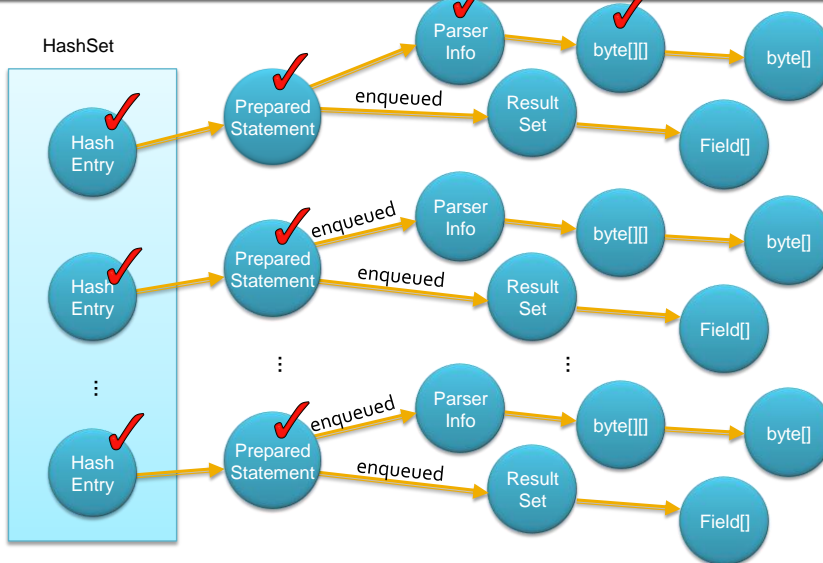 HashSet
Parser
Info
byte[][]
byte[]
Hash
Entry
Prepared
Statement
enqueued
Result
Set
Field[]
Hash
Entry
Prepared
Statement
enqueued
Parser
Info
byte[][]
byte[]
enqueued
Result
Set
Field[]
⋮
⋮
⋮
Hash
Entry
Prepared
Statement
enqueued
Parser
Info
byte[][]
byte[]
enqueued
Result
Set
Field[]